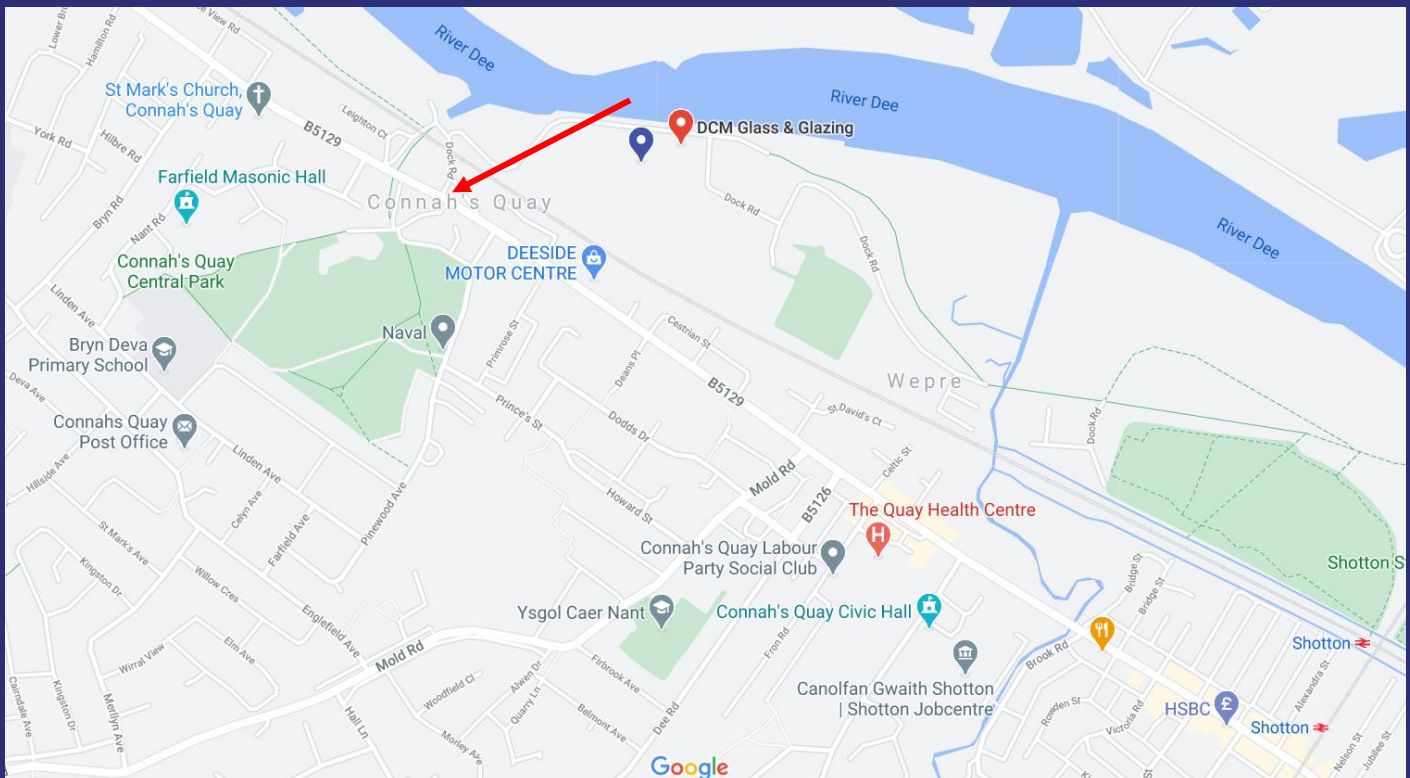 Hamilton Rd
River Dee
St Mark's Church,
Connah's Quay
River Dee
Leighton Ct
B5129
DCM Glass & Glazing
York Rd
Hilbre Rd
Dock Rd
Farfield Masonic Hall
Bryn Rd
Nant Rd
Connah's Quay
Dock Rd
River Dee
Dock Rd
DEESIDE
MOTOR CENTRE
Connah's Quay
Central Park
Linden Ave
Naval
Primrose St
Cestrian St
Bryn Deva
Primary School
Deans Pl
B5129
Wepre
Deva Ave
Prince's St
St.David's Ct
Dodds Dr
Connahs Quay
Post Office
Dock Rd
Linden Ave
Hillside Ave
Mold Rd
Celtic St
Celyn Ave
Howard St
B5126
The Quay Health Centre
Farfield Ave
Pinewood Ave
St Mark's Ave
Connah's Quay Labour
Party Social Club
Bridge St
Bridge St
Shotton S
Kingston Dr
Willow Cres
Ysgol Caer Nant
Connah's Quay Civic Hall
Englefield Ave
Elm Ave
Fron Rd
Shotton
Brook Rd
Wirral View
Mold Rd
Firbrook Ave
Alwen Dr
Canolfan Gwaith Shotton
| Shotton Jobcentre
Woodfield Cl
Quarry Ln
Cairndale Ave
Kingston Dr
Merllyn Ave
Hall Ln
Belmont Ave
Dee Rd
Rowden St
Victoria Rd
HSBC
Alexandra St
Shotton
Morley Ave
Nelson St
Jubilee St
Google